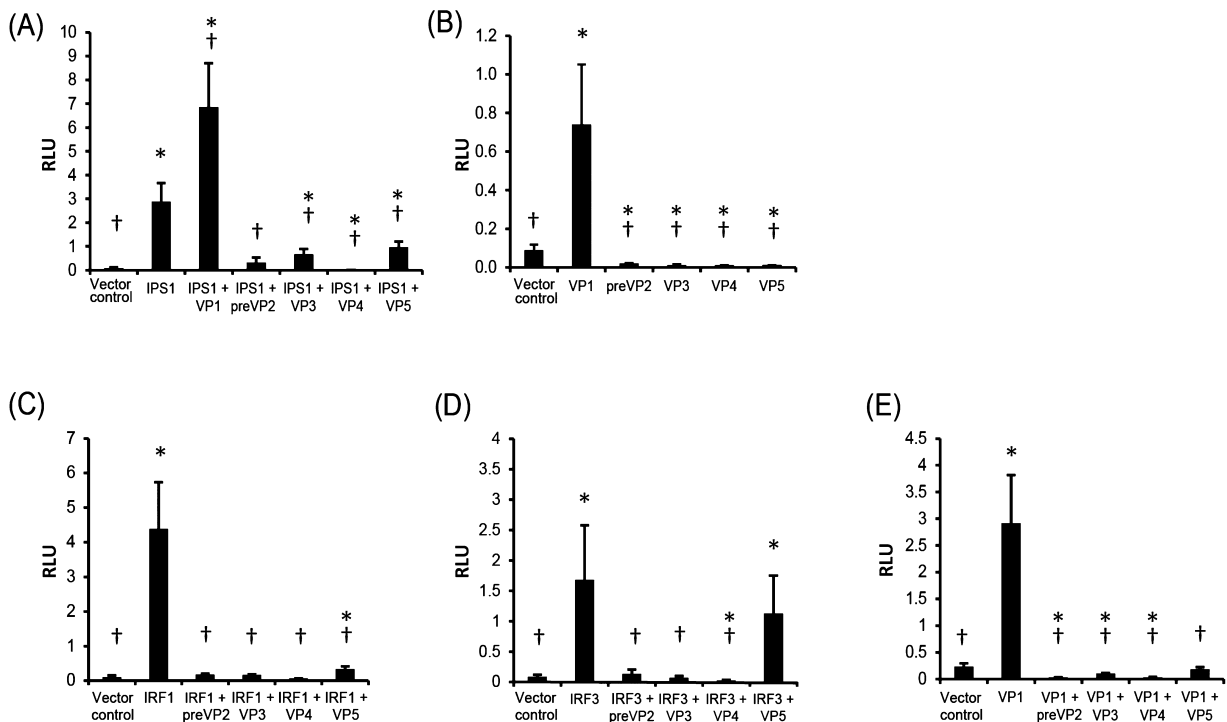 (A)
10
9
8
7
6
5
4
3
2
1
0
RLU
† * * † † * † * † * †
Vector control IPS1 IPS1 + VP1 IPS1 + preVP2 IPS1 + VP3 IPS1 + VP4 IPS1 + VP5
(B)
1.2
1.0
0.8
0.6
0.4
0.2
0.0
RLU
† * * † * † * † * †
Vector control VP1 preVP2 VP3 VP4 VP5
(C)
7
6
5
4
3
2
1
0
RLU
† * † † † * †
Vector control IRF1 IRF1 + preVP2 IRF1 + VP3 IRF1 + VP4 IRF1 + VP5
(D)
4
3.5
3
2.5
2
1.5
1
0.5
0
RLU
† * † † * † *
Vector control IRF3 IRF3 + preVP2 IRF3 + VP3 IRF3 + VP4 IRF3 + VP5
(E)
4.5
4
3.5
3
2.5
2
1.5
1
0.5
0
RLU
† * * † * † * † †
Vector control VP1 VP1 + preVP2 VP1 + VP3 VP1 + VP4 VP1 + VP5